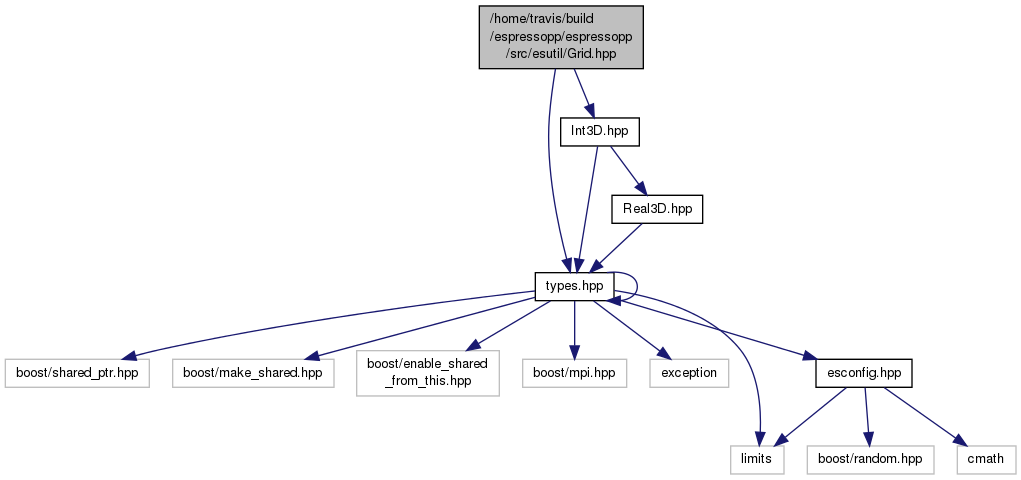 /home/travis/build
/espressopp/espressopp
/src/esutil/Grid.hpp
Int3D.hpp
Real3D.hpp
types.hpp
boost/shared_ptr.hpp
boost/make_shared.hpp
boost/enable_shared
_from_this.hpp
boost/mpi.hpp
exception
esconfig.hpp
limits
boost/random.hpp
cmath